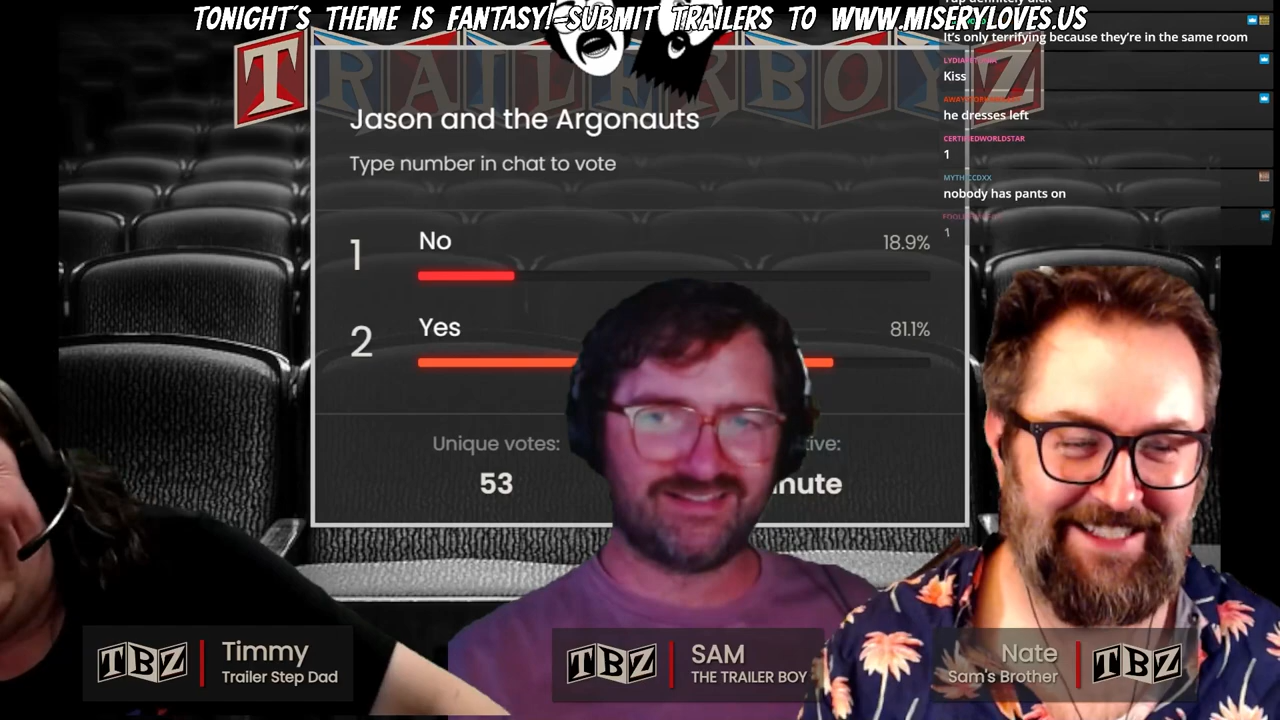 TONIGHT'S THEME IS FANTASY!-SUBMIT TRAILERS TO WWW.MISERYLOVES.US
TRAILERBOYZ
It's only terrifying because they're in the same room
Kiss
he dresses left
CERTIFIEDWORLDSTAR
1
MYTHICCDXX
nobody has pants on
1
Jason and the Argonauts
Type number in chat to vote
1 No 18.9%
2 Yes 81.1%
Unique votes:
53
TBZ Timmy
Trailer Step Dad
TBZ SAM
THE TRAILER BOY
Nate TBZ
Sam's Brother